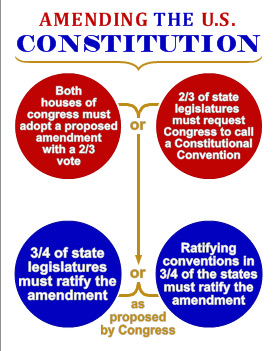 AMENDING THE U.S.
CONSTITUTION
Both
houses of
congress must
adopt a proposed
amendment
with a 2/3
vote
or
2/3 of state
legislatures
must request
Congress to call
a Constitutional
Convention
3/4 of state
legislatures
must ratify the
amendment
or
as
proposed
by Congress
Ratifying
conventions in
3/4 of the states
must ratify the
amendment